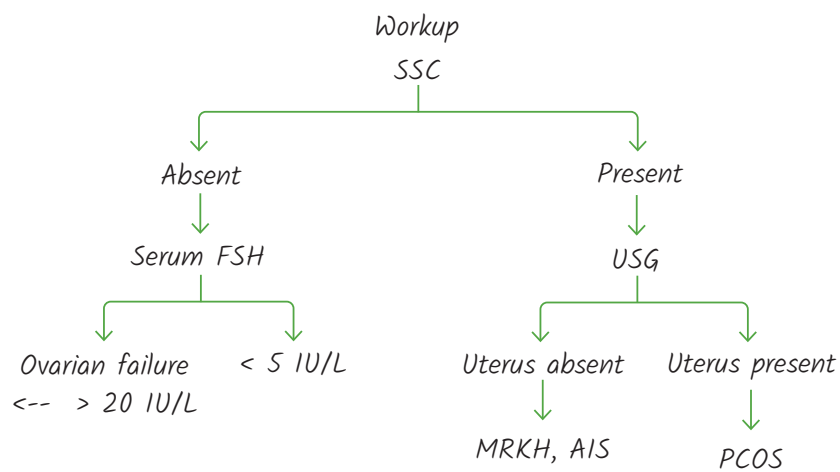 Workup
SSC
Absent
Present
Serum FSH
USG
Ovarian failure
<-- > 20 IU/L
< 5 IU/L
Uterus absent
Uterus present
MRKH, AIS
PCOS